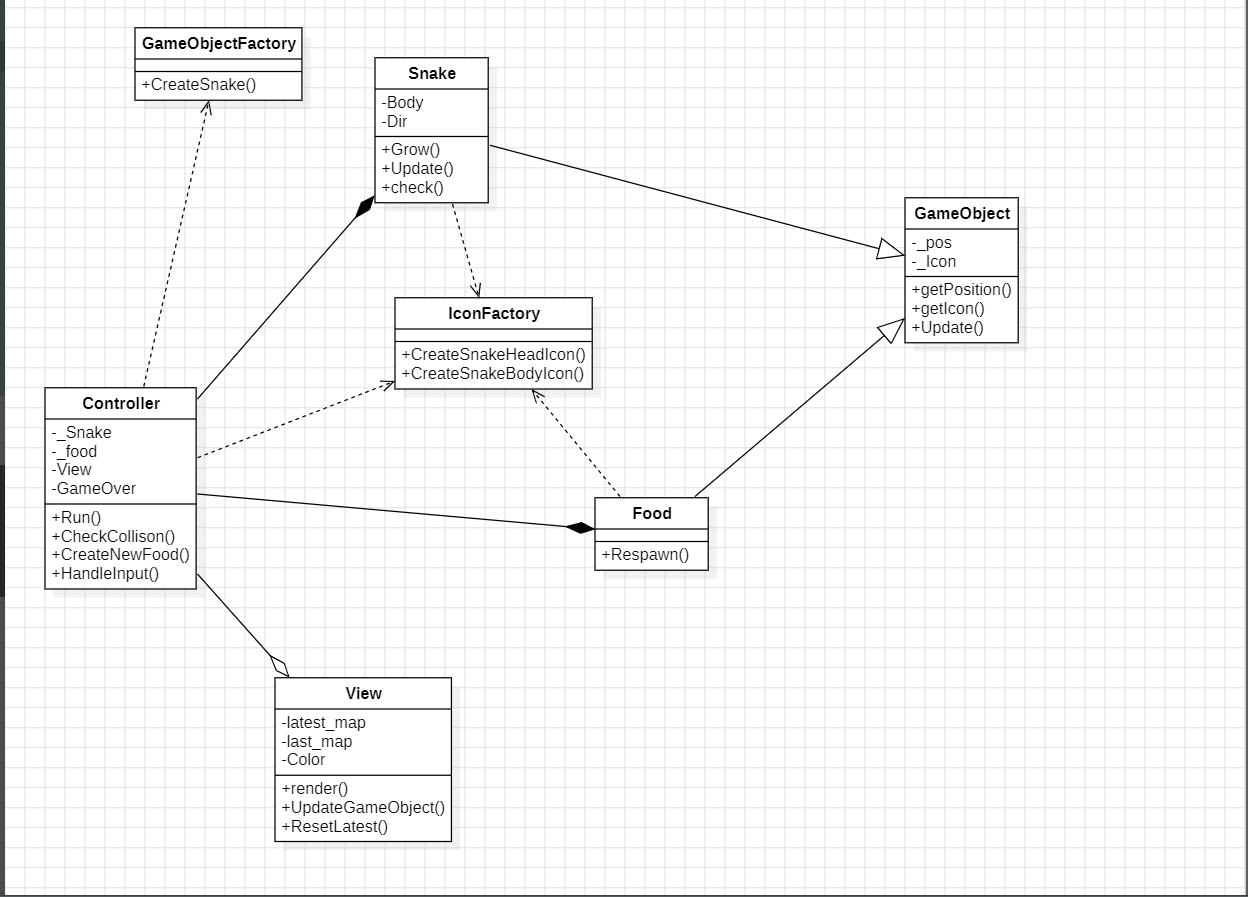 GameObjectFactory
+CreateSnake()
Snake
-Body
-Dir
+Grow()
+Update()
+check()
GameObject
-_pos
-_Icon
+getPosition()
+getIcon()
+Update()
IconFactory
+CreateSnakeHeadIcon()
+CreateSnakeBodyIcon()
Controller
-_Snake
-_food
-View
-GameOver
+Run()
+CheckCollison()
+CreateNewFood()
+HandleInput()
Food
+Respawn()
View
-latest_map
-last_map
-Color
+render()
+UpdateGameObject()
+ResetLatest()